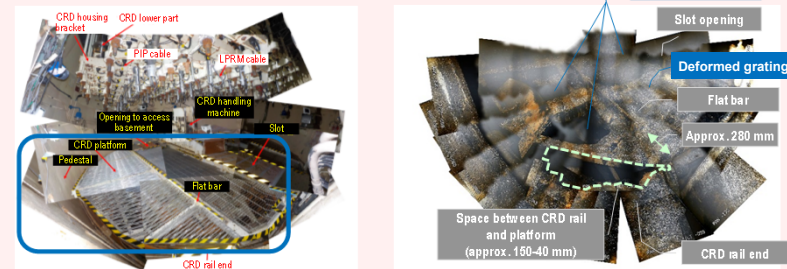 CRD housing
bracket
CRD lower part
PIP cable
LPRM cable
CRD handling
machine
Opening to access
basement
Slot
CRD platform
Pedestal
Flat bar
CRD rail end
Slot opening
Deformed grating
Flat bar
Approx. 280 mm
Space between CRD rail
and platform
(approx. 150-40 mm)
CRD rail end